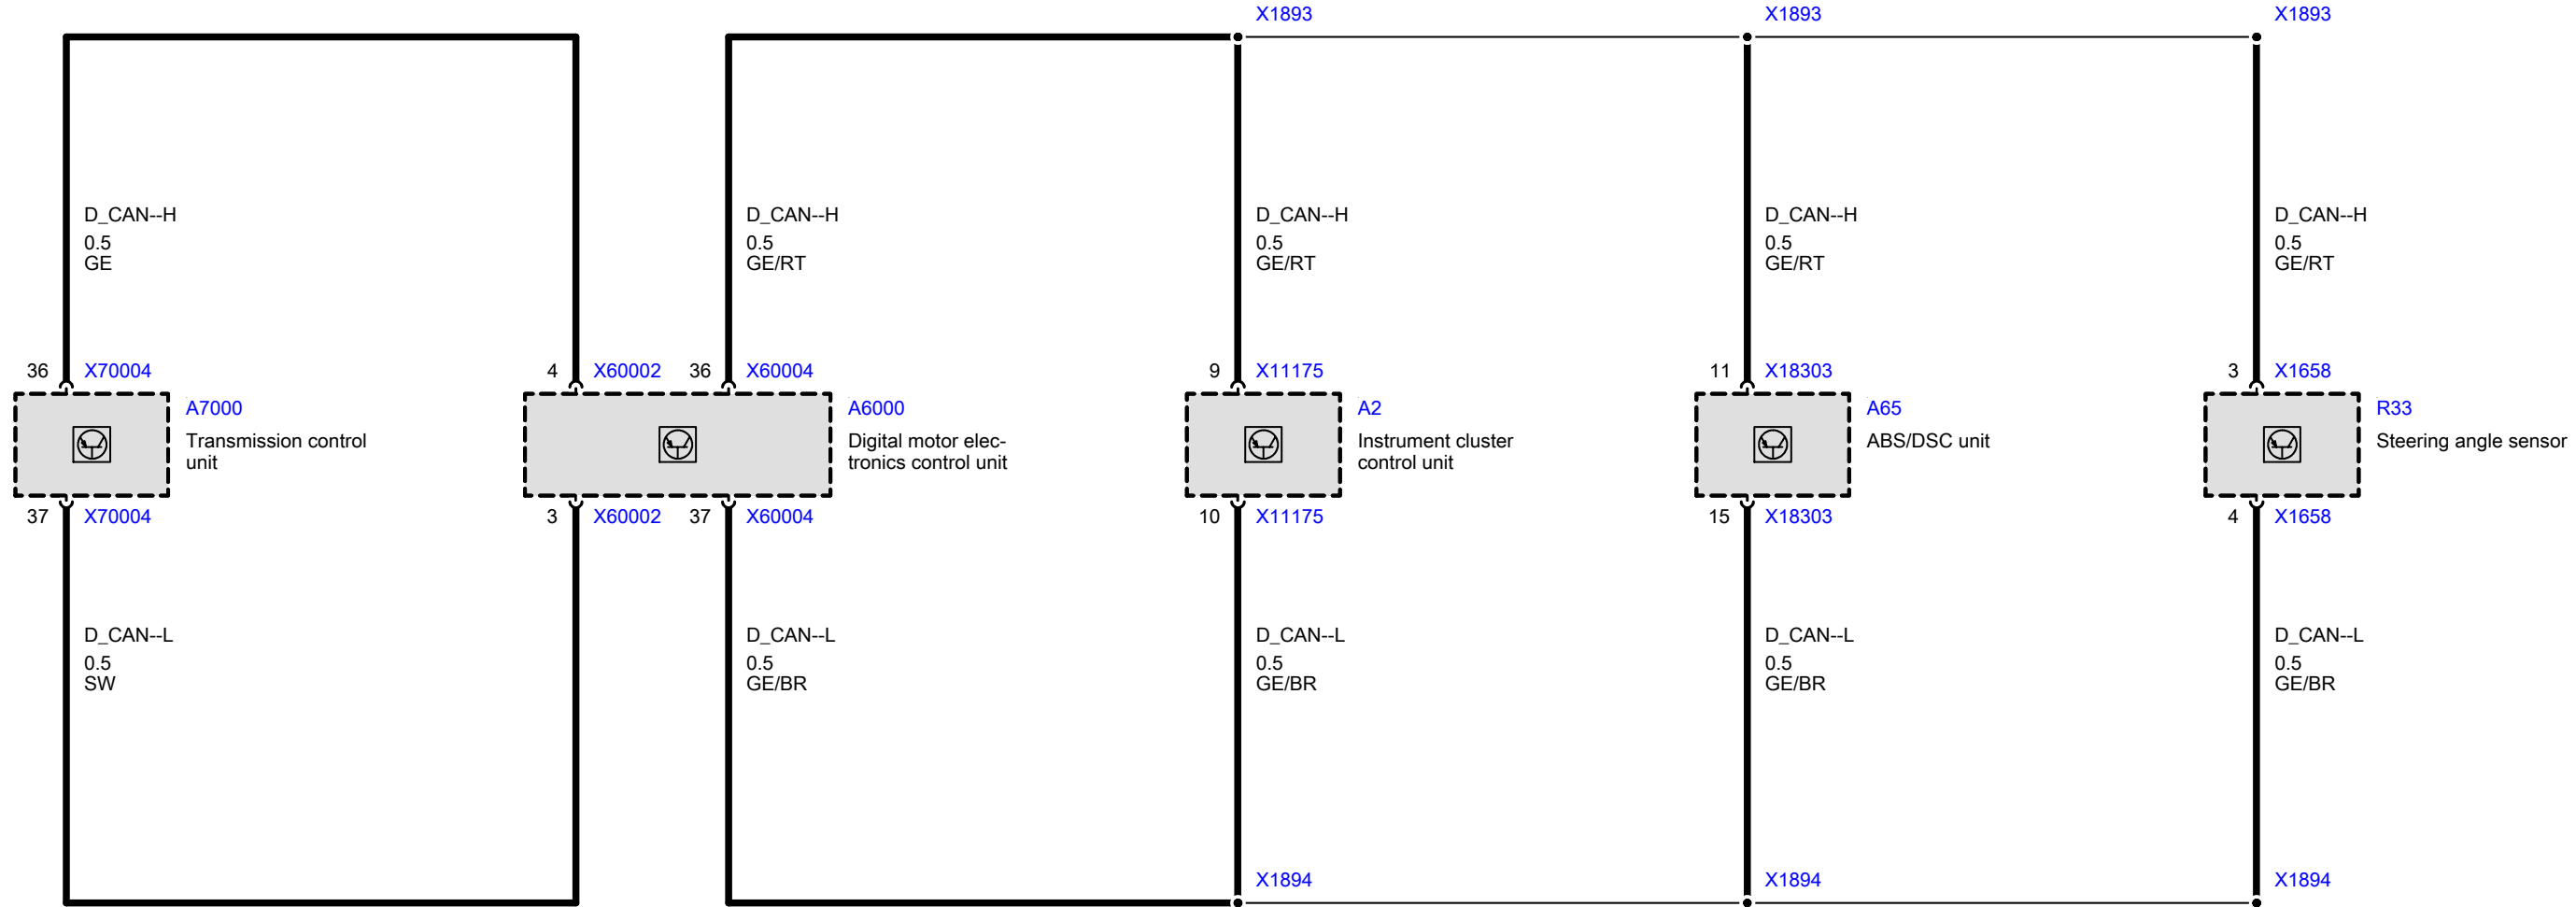 X1893
X1893
X1893
D_CAN--H
0.5
GE
D_CAN--H
0.5
GE/RT
D_CAN--H
0.5
GE/RT
D_CAN--H
0.5
GE/RT
D_CAN--H
0.5
GE/RT
36
X70004
4
X60002
36
X60004
9
X11175
11
X18303
3
X1658
A7000
Transmission control
unit
A6000
Digital motor elec-
tronics control unit
A2
Instrument cluster
control unit
A65
ABS/DSC unit
R33
Steering angle sensor
37
X70004
3
X60002
37
X60004
10
X11175
15
X18303
4
X1658
D_CAN--L
0.5
SW
D_CAN--L
0.5
GE/BR
D_CAN--L
0.5
GE/BR
D_CAN--L
0.5
GE/BR
D_CAN--L
0.5
GE/BR
X1894
X1894
X1894